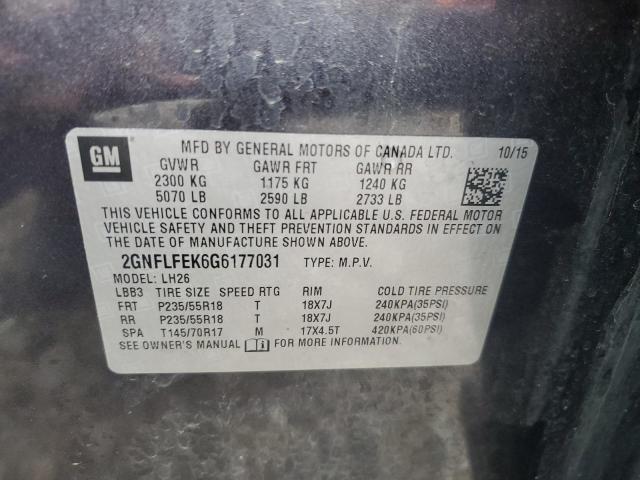 GM
MFD BY GENERAL MOTORS OF CANADA LTD. 10/15
GVWR GAWR FRT GAWR RR
2300 KG 1175 KG 1240 KG
5070 LB 2590 LB 2733 LB
THIS VEHICLE CONFORMS TO ALL APPLICABLE U.S. FEDERAL MOTOR
VEHICLE SAFETY AND THEFT PREVENTION STANDARDS IN EFFECT ON THE
DATE OF MANUFACTURE SHOWN ABOVE.
2GNFLFEK6G6177031 TYPE: M.P.V.
MODEL: LH26
LBB3 TIRE SIZE SPEED RTG RIM COLD TIRE PRESSURE
FRT P235/55R18 T 18X7J 240KPA(35PSI)
RR P235/55R18 T 18X7J 240KPA(35PSI)
SPA T145/70R17 M 17X4.5T 420KPA(60PSI)
SEE OWNER'S MANUAL FOR MORE INFORMATION.